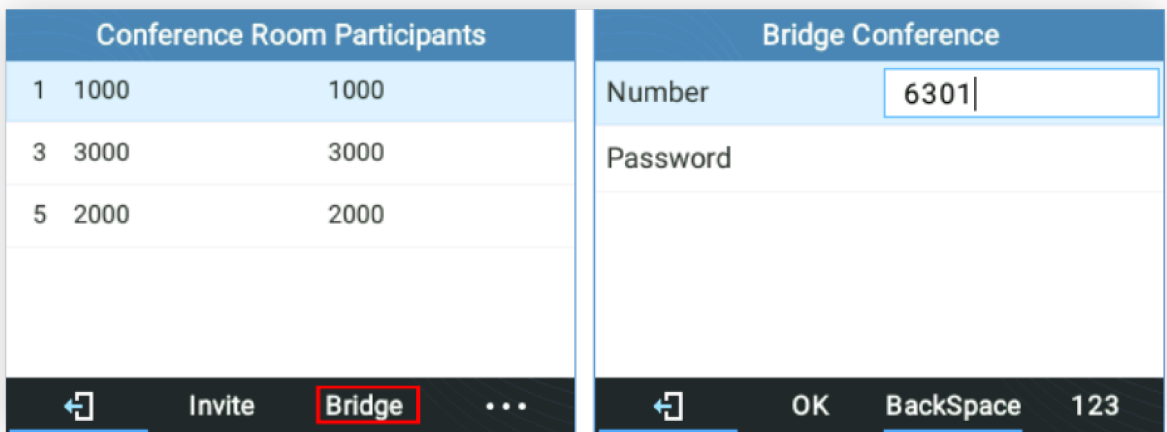 Conference Room Participants
1 1000 1000
3 3000 3000
5 2000 2000
Invite Bridge ...
Bridge Conference
Number 6301
Password
OK BackSpace 123